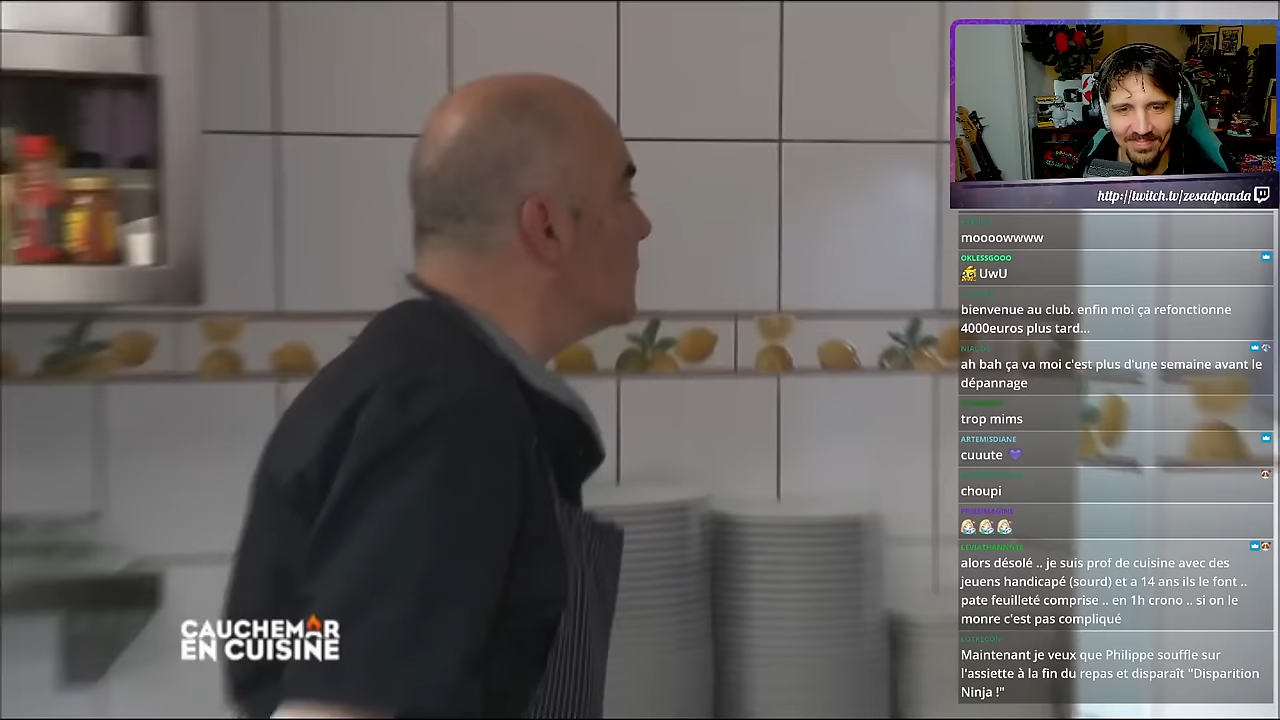 http://twitch.tv/zesadpanda
moooowwww
OKLESSGOOO
UwU
bienvenue au club. enfin moi ça refonctionne
4000euros plus tard...
ah bah ça va moi c'est plus d'une semaine avant le
dépannage
trop mims
ARTEMISDIANE
cuuute
choupi
alors désolé .. je suis prof de cuisine avec des
jeuens handicapé (sourd) et a 14 ans ils le font ..
pate feuilleté comprise .. en 1h crono .. si on le
monre c'est pas compliqué
Maintenant je veux que Philippe souffle sur
l'assiette à la fin du repas et disparaît "Disparition
Ninja !"
CAUCHEMAR
EN CUISINE